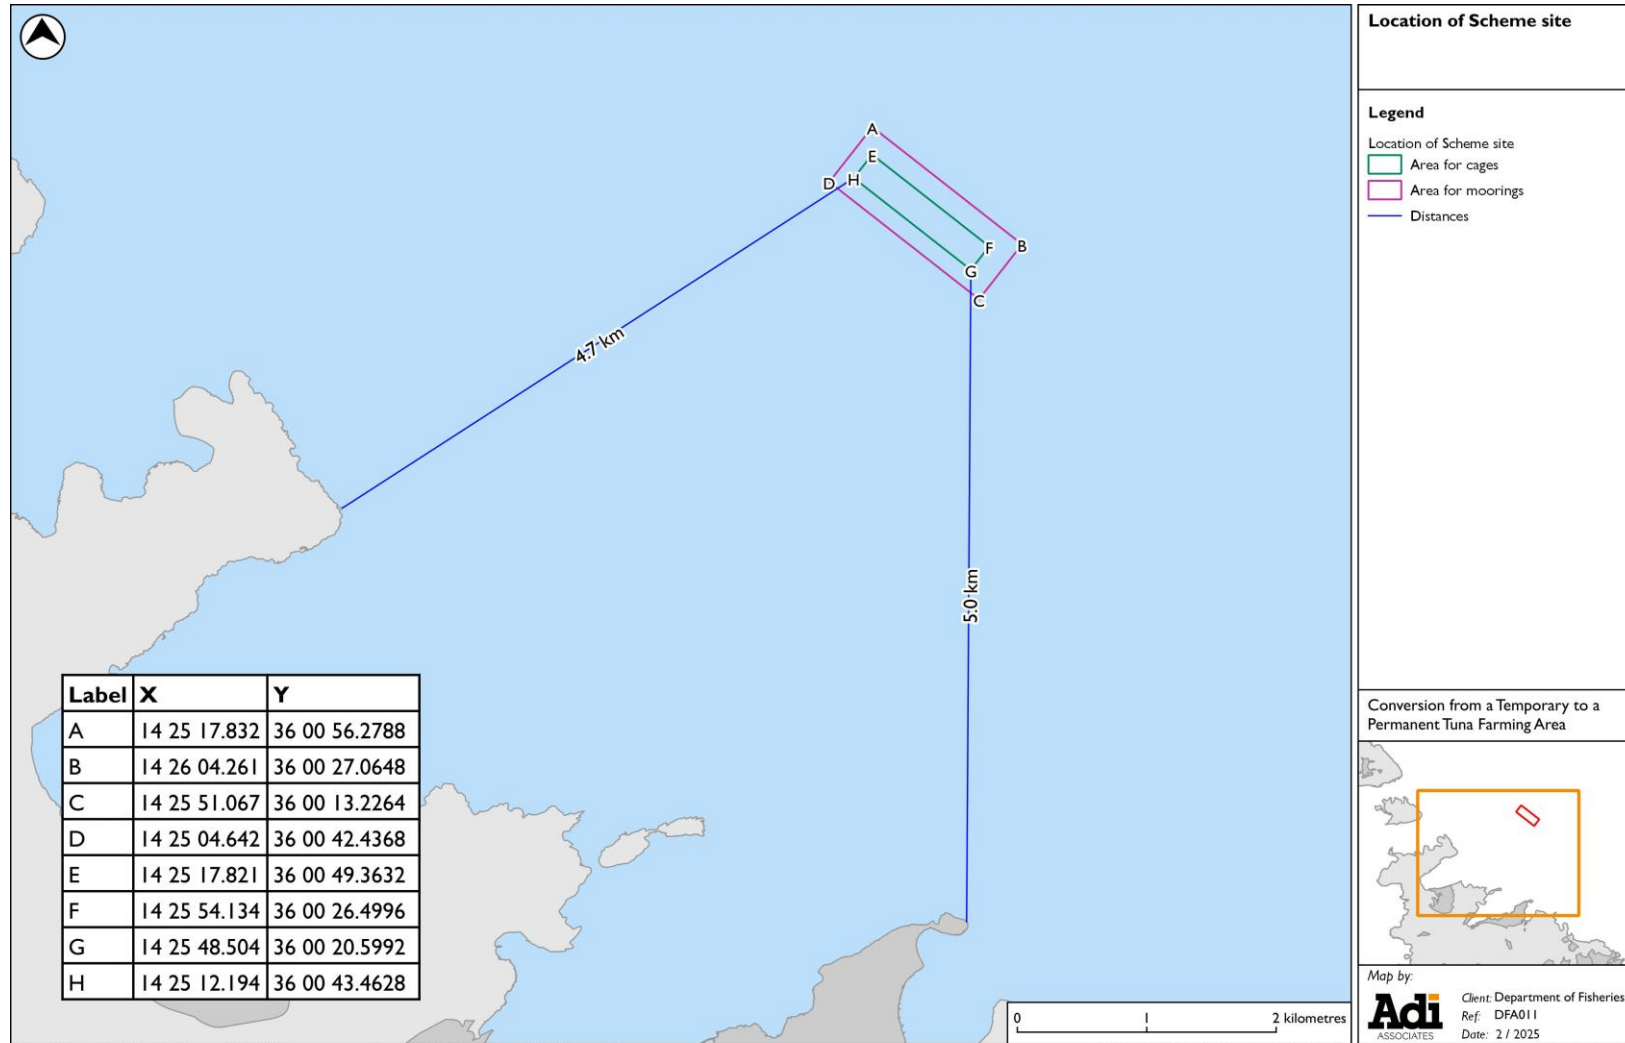 Location of Scheme site
Legend
Location of Scheme site
Area for cages
Area for moorings
Distances
A
E
H
D
F
B
G
C
4.7 km
5.0 km
Label X Y
A 14 25 17.832 36 00 56.2788
B 14 26 04.261 36 00 27.0648
C 14 25 51.067 36 00 13.2264
D 14 25 04.642 36 00 42.4368
E 14 25 17.821 36 00 49.3632
F 14 25 54.134 36 00 26.4996
G 14 25 48.504 36 00 20.5992
H 14 25 12.194 36 00 43.4628
0 1 2 kilometres
Conversion from a Temporary to a
Permanent Tuna Farming Area
Map by:
Adi
ASSOCIATES
Client: Department of Fisheries
Ref: DFA011
Date: 2 / 2025